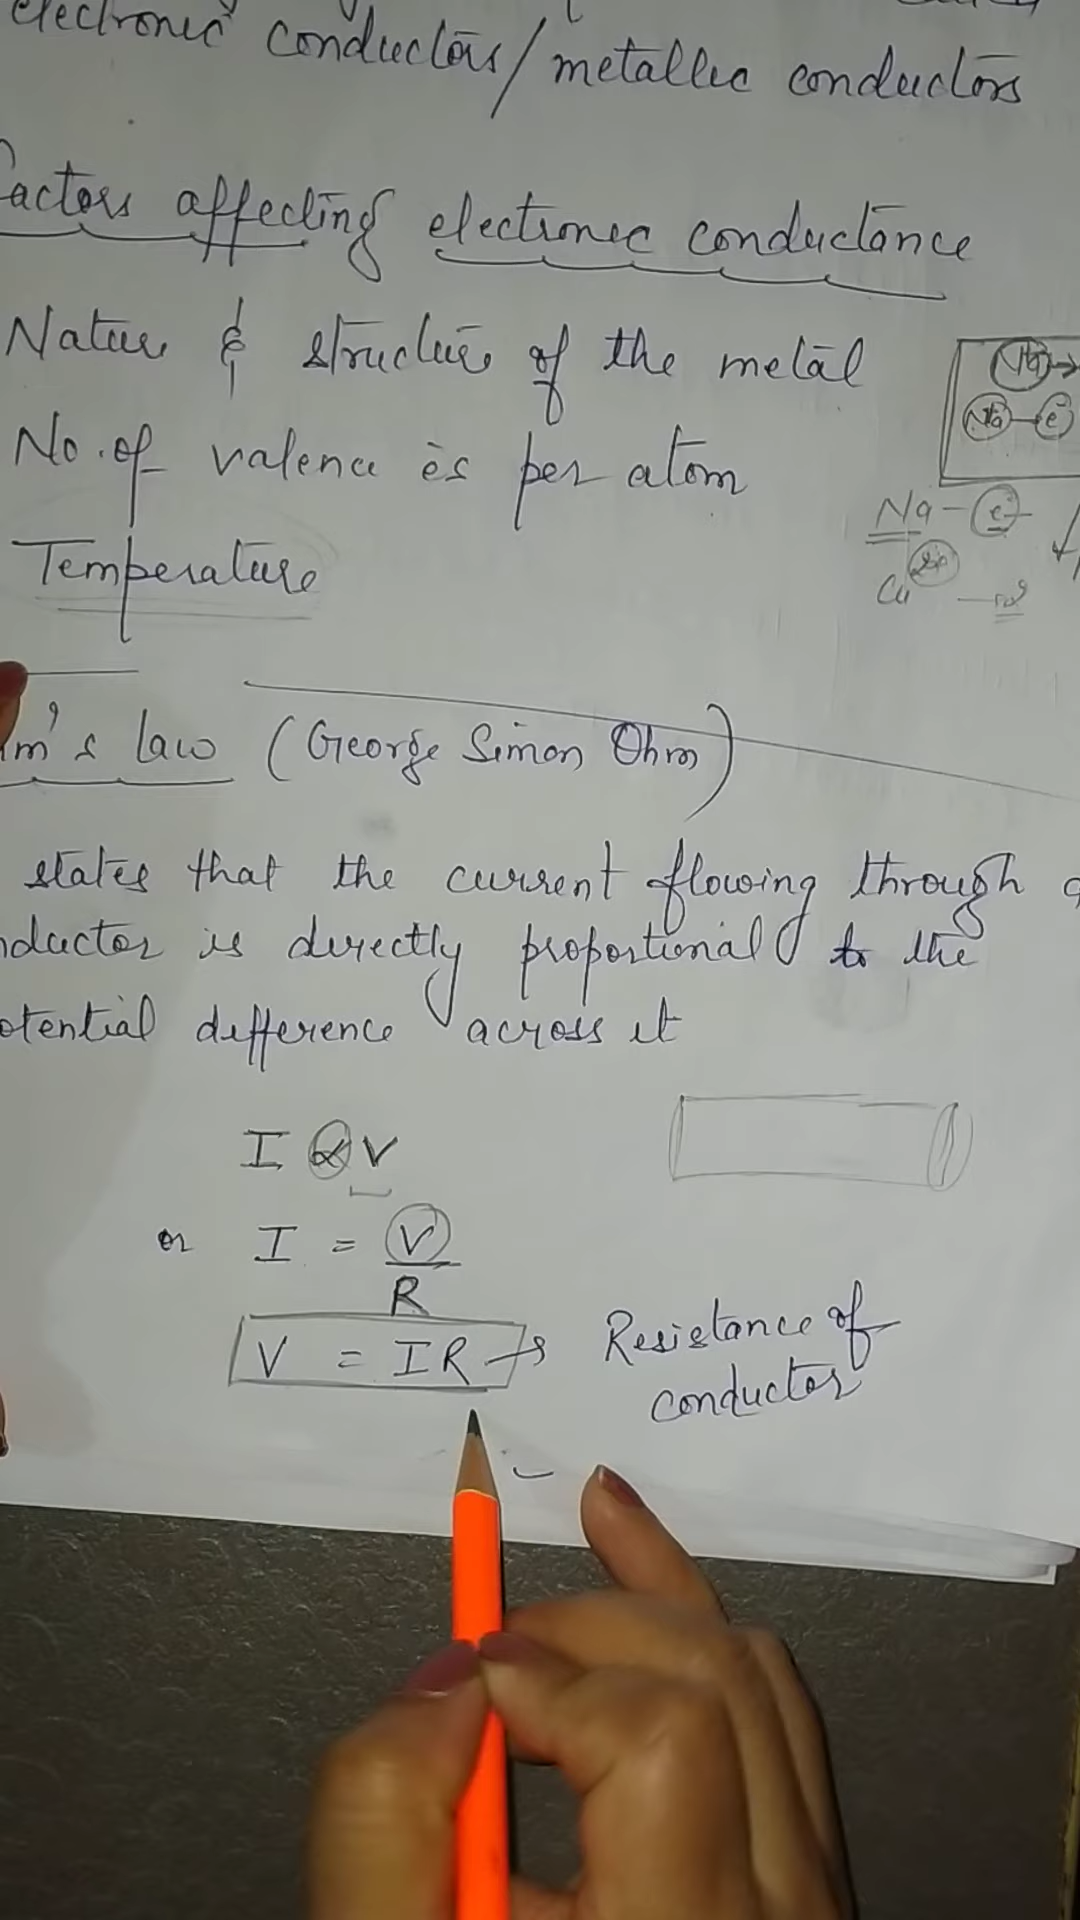 electronic conductors/metallic conductors
Factors affecting electronic conductance
Nature & structure of the metal
No. of valence es per atom
Na
Na e
Na - e
Cu
Temperature
m's law (George Simon Ohm)
states that the current flowing through a
nductor is directly proportional to the
otential difference across it
I ∝ V
or I = V/R
V = IR → Resistance of
conductor